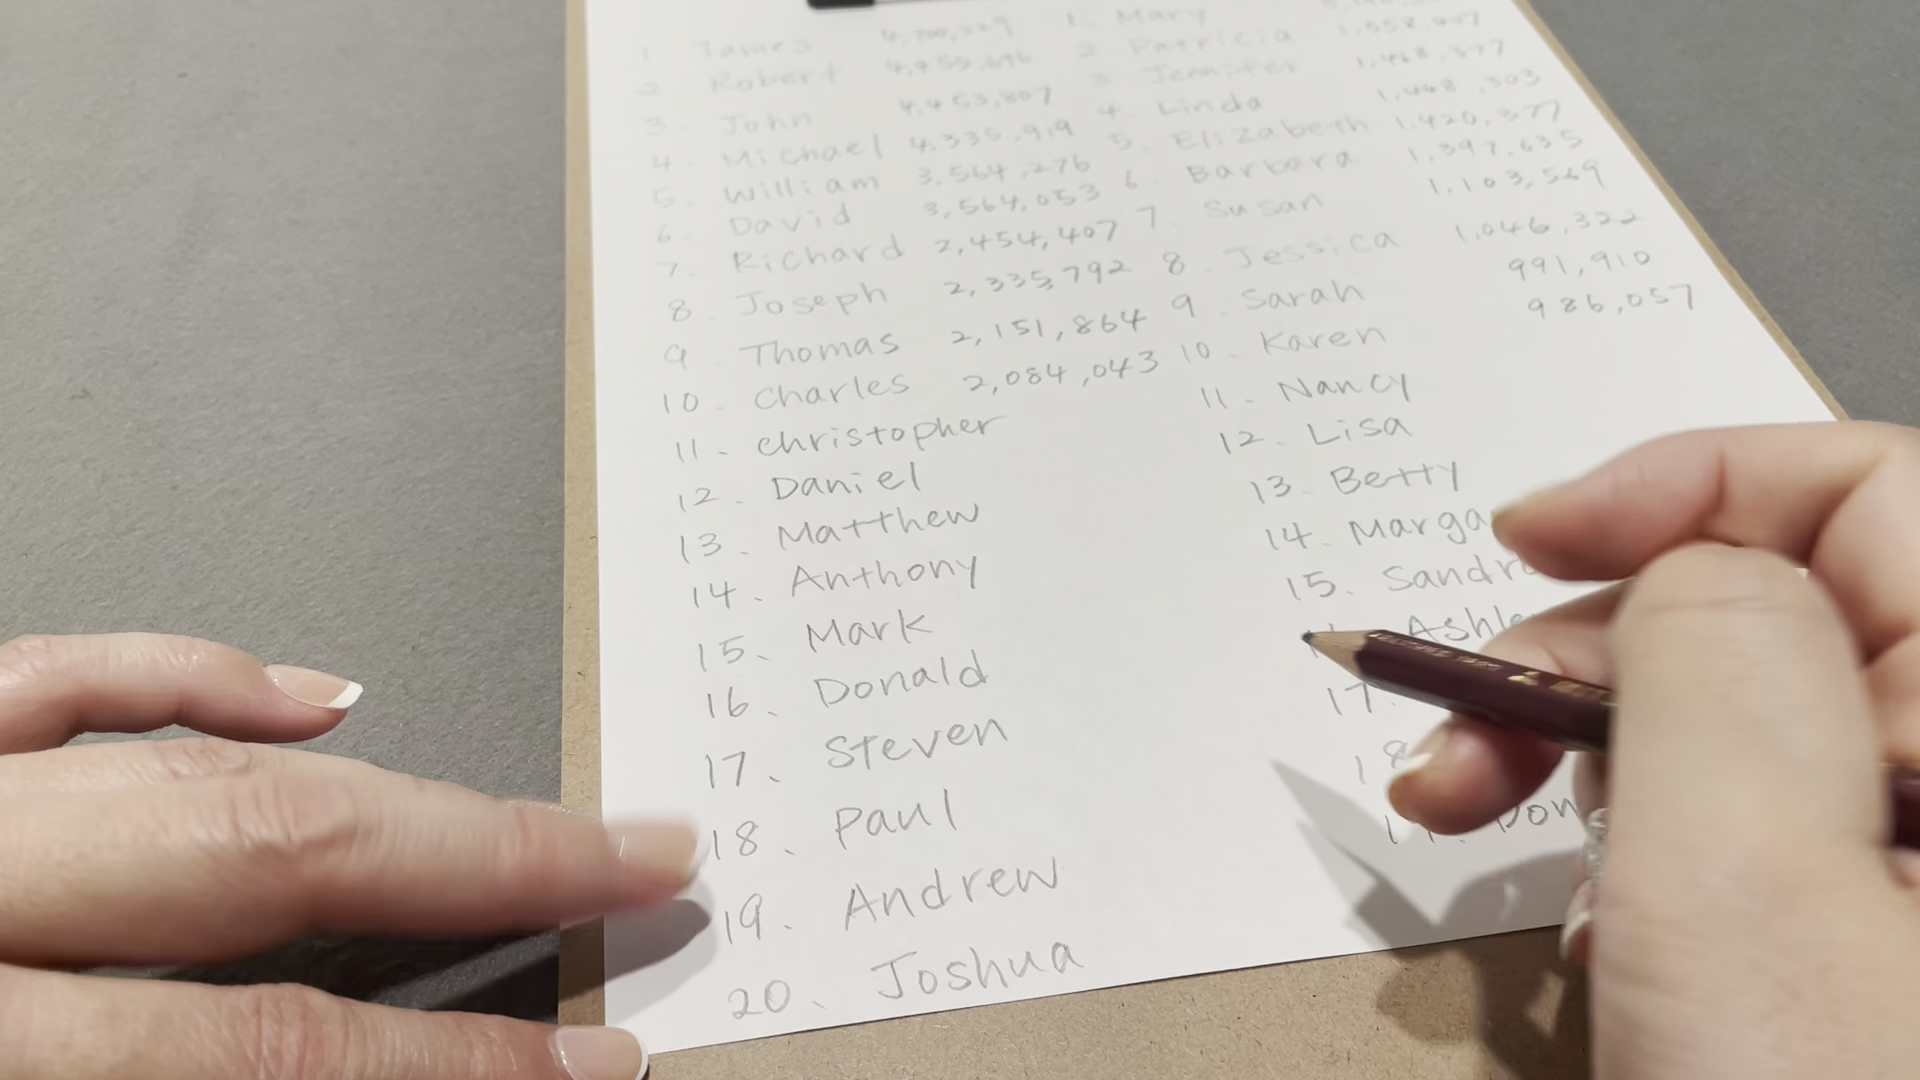 1 James 4,700,229 1. Mary
2 Robert 4,455,696 2 Patricia 1,558,407
3. John 4,453,807 3 Jennifer 1,468,377
4. Michael 4,335,919 4. Linda 1,448,303
5. William 3,564,276 5. Elizabeth 1,420,377
6. David 3,564,053 6. Barbara 1,397,635
7. Richard 2,454,407 7. Susan 1,103,569
8. Joseph 2,335,792 8. Jessica 1,046,322
9. Thomas 2,151,864 9. Sarah 991,910
10. Charles 2,084,043 10. Karen 986,057
11. christopher 11. Nancy
12. Daniel 12. Lisa
13. Matthew 13. Betty
14. Anthony 14. Marga
15. Mark 15. Sandra
16. Donald Ashle
17. Steven 17.
18. Paul 18
19. Andrew Don
20. Joshua